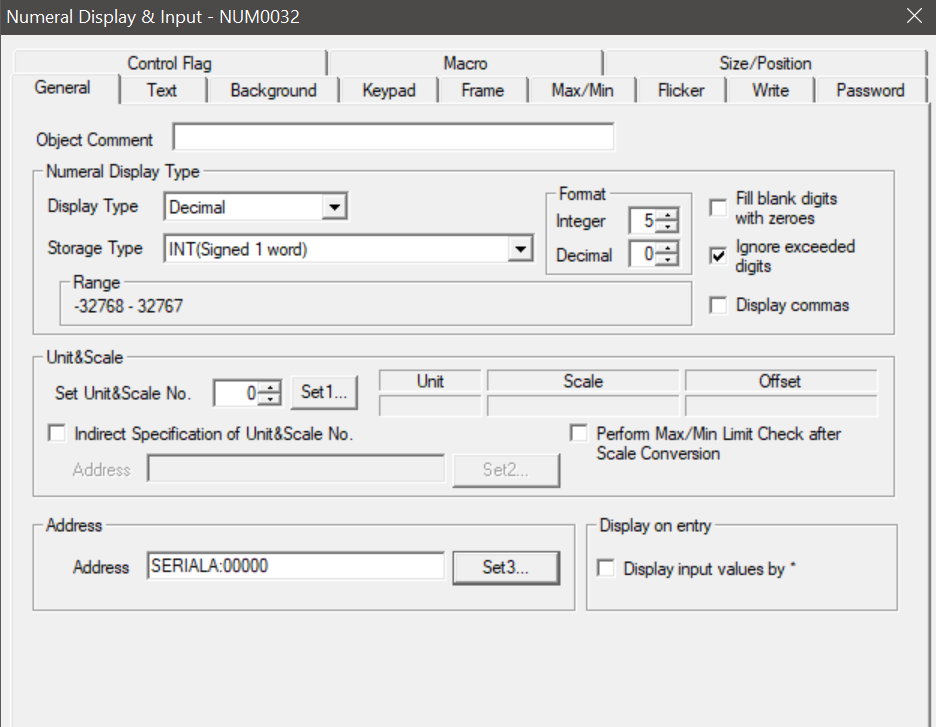 Numeral Display & Input - NUM0032
Control Flag Macro Size/Position
General Text Background Keypad Frame Max/Min Flicker Write Password
Object Comment
Numeral Display Type
Display Type Decimal
Storage Type INT(Signed 1 word)
Format
Integer 5
Decimal 0
Fill blank digits
with zeroes
Ignore exceeded
digits
Display commas
Range
-32768 - 32767
Unit&Scale
Set Unit&Scale No. 0 Set1...
Unit Scale Offset
Indirect Specification of Unit&Scale No.
Address Set2...
Perform Max/Min Limit Check after
Scale Conversion
Address
Address SERIALA:00000 Set3...
Display on entry
Display input values by *